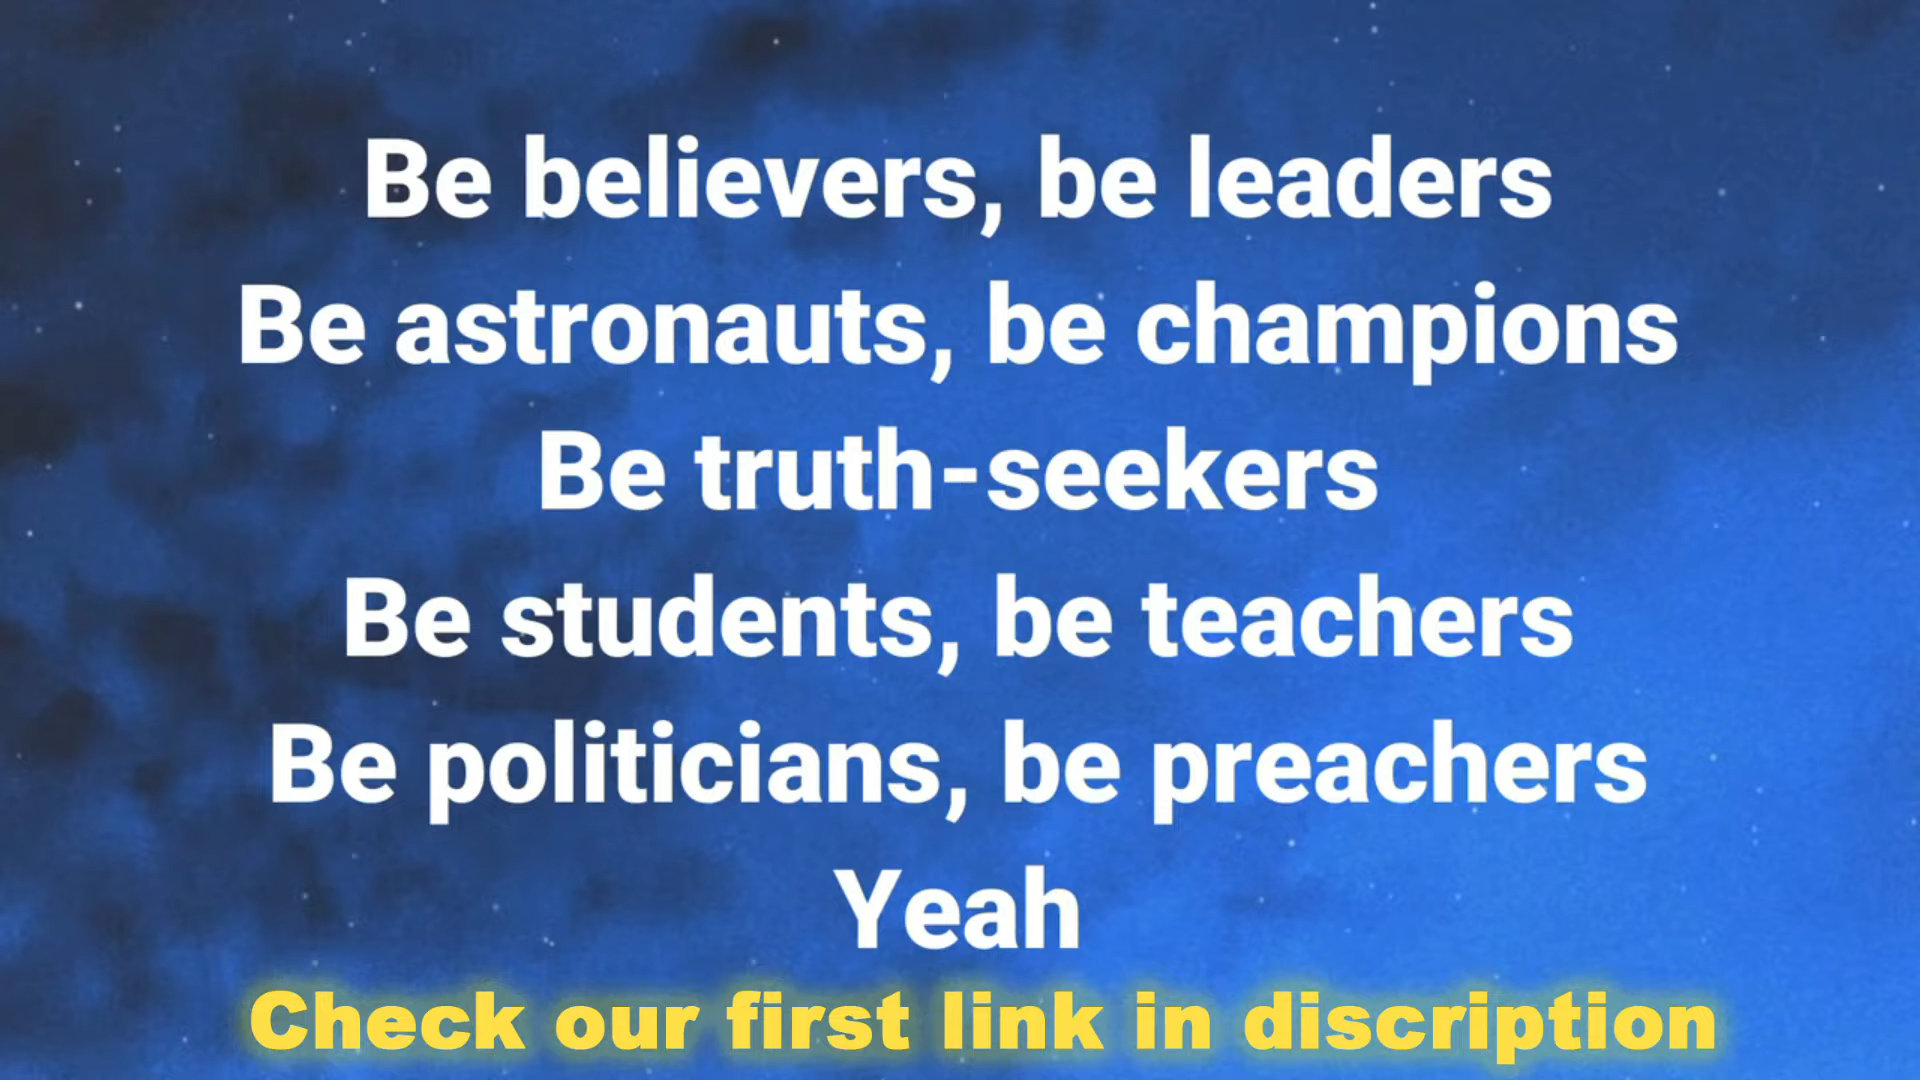 Be believers, be leaders
Be astronauts, be champions
Be truth-seekers
Be students, be teachers
Be politicians, be preachers
Yeah
Check our first link in discription